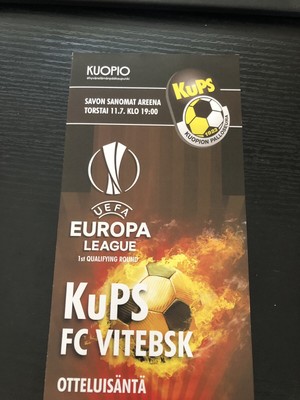 KUOPIO
KuPS
1923
KUOPION PALLOSEURA
SAVON SANOMAT AREENA
TORSTAI 11.7. KLO 19:00
UEFA
EUROPA
LEAGUE
1st QUALIFYING ROUND
KuPS
FC VITEBSK
OTTELUISÄNTÄ